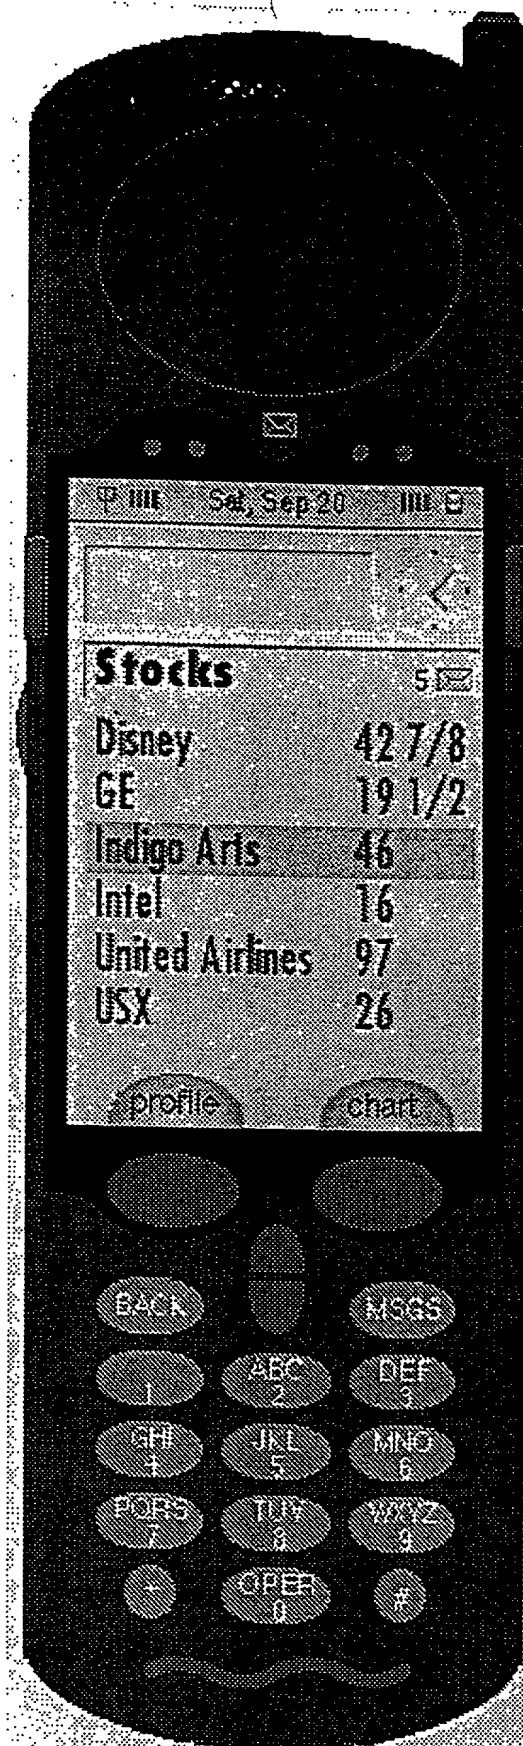 Sat, Sep 20
Stocks 5
Disney 42 7/8
GE 19 1/2
Indigo Arts 46
Intel 16
United Airlines 97
USX 26
profile chart
BACK MSGS
1 ABC 2 DEF 3
GHI 4 JKL 5 MNO 6
PQRS 7 TUV 8 WXYZ 9
* OPER 0 #